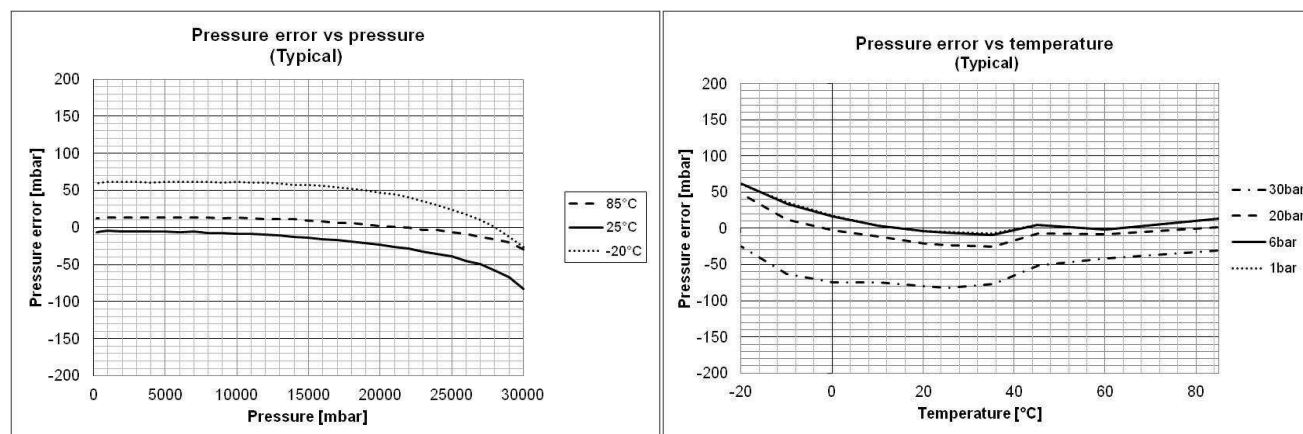 Pressure error vs pressure
(Typical)
Pressure error [mbar]
200
150
100
50
0
-50
-100
-150
-200
0 5000 10000 15000 20000 25000 30000
Pressure [mbar]
85°C
25°C
-20°C
Pressure error vs temperature
(Typical)
Pressure error [mbar]
200
150
100
50
0
-50
-100
-150
-200
-20 0 20 40 60 80
Temperature [°C]
30bar
20bar
6bar
1bar